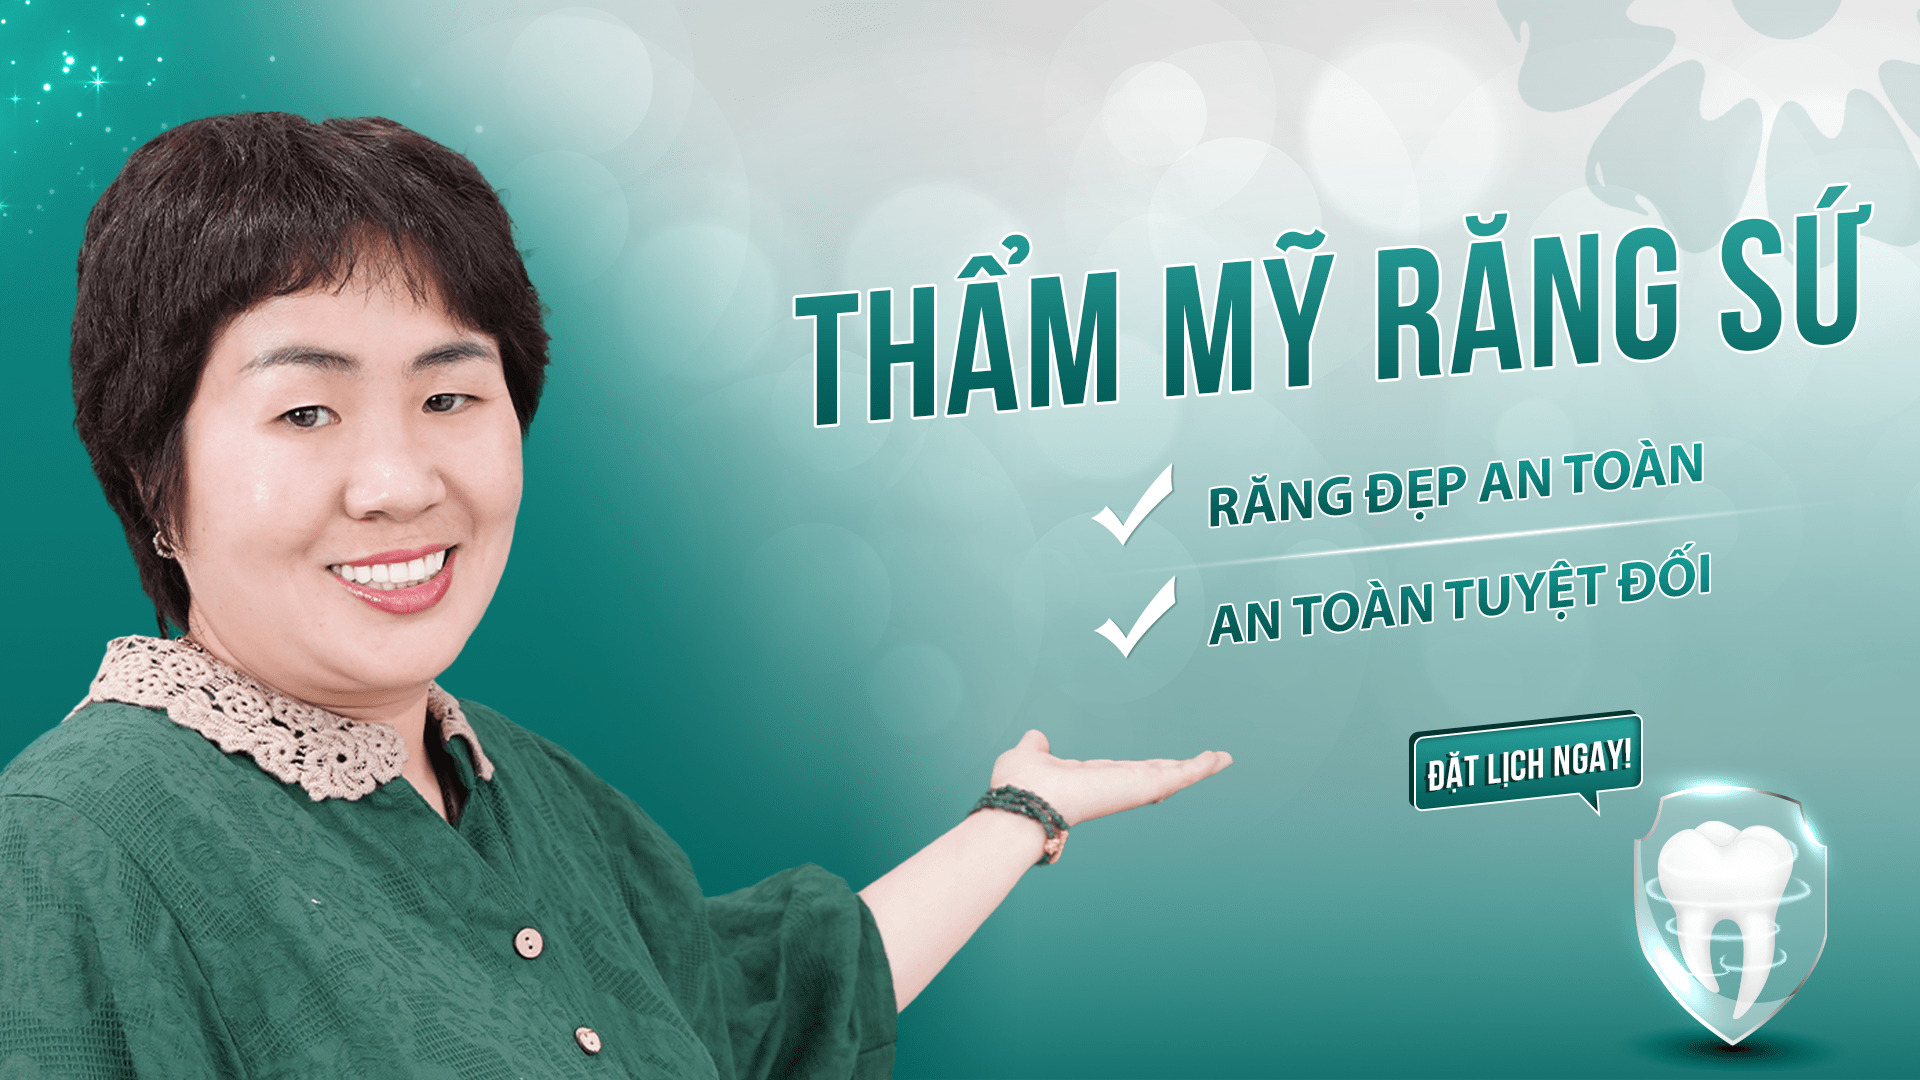 THẨM MỸ RĂNG SỨ
RĂNG ĐẸP AN TOÀN
AN TOÀN TUYỆT ĐỐI
ĐẶT LỊCH NGAY!